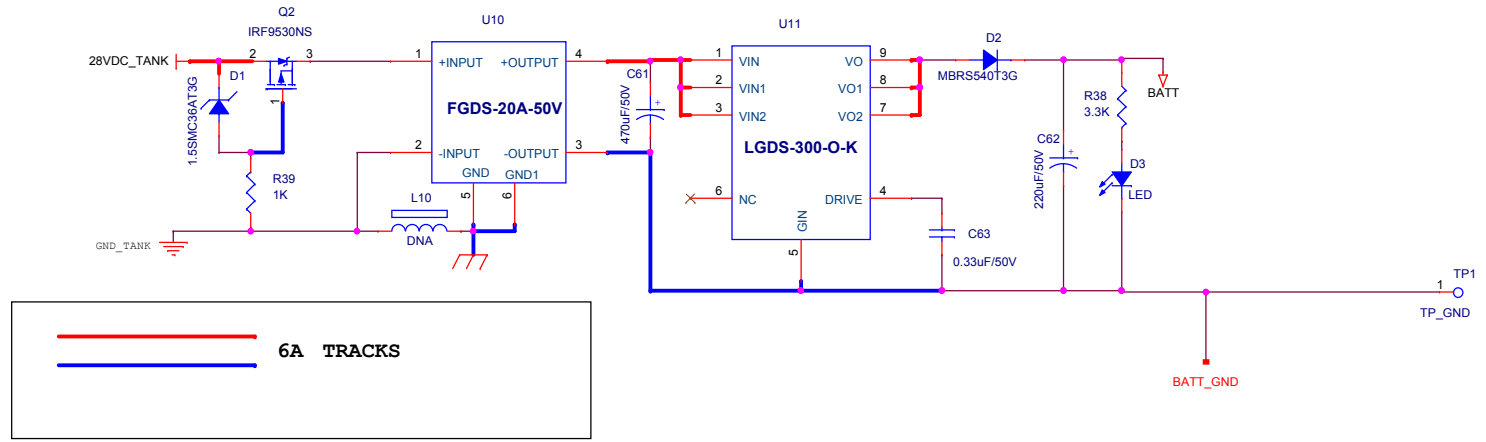 Q2
IRF9530NS
28VDC_TANK
2
3
1
D1
1.5SMC36AT3G
R39
1K
GND_TANK
U10
1
+INPUT
+OUTPUT
4
FGDS-20A-50V
2
-INPUT
-OUTPUT
3
GND
GND1
5
6
L10
DNA
C61
+
470uF/50V
U11
1
VIN
VO
9
2
VIN1
VO1
8
3
VIN2
VO2
7
LGDS-300-O-K
6
NC
DRIVE
4
GIN
5
D2
MBRS540T3G
BATT
R38
3.3K
C62
+
220uF/50V
D3
LED
C63
0.33uF/50V
TP1
1
TP_GND
BATT_GND
6A TRACKS